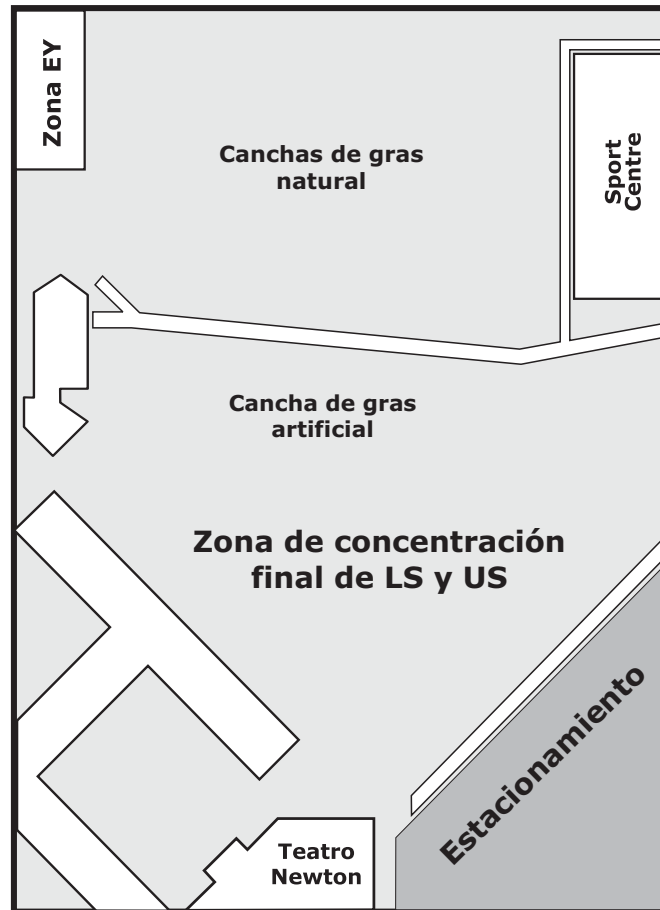 Zona EY
Canchas de gras
natural
Sport
Centre
Cancha de gras
artificial
Zona de concentración
final de LS y US
Estacionamiento
Teatro
Newton